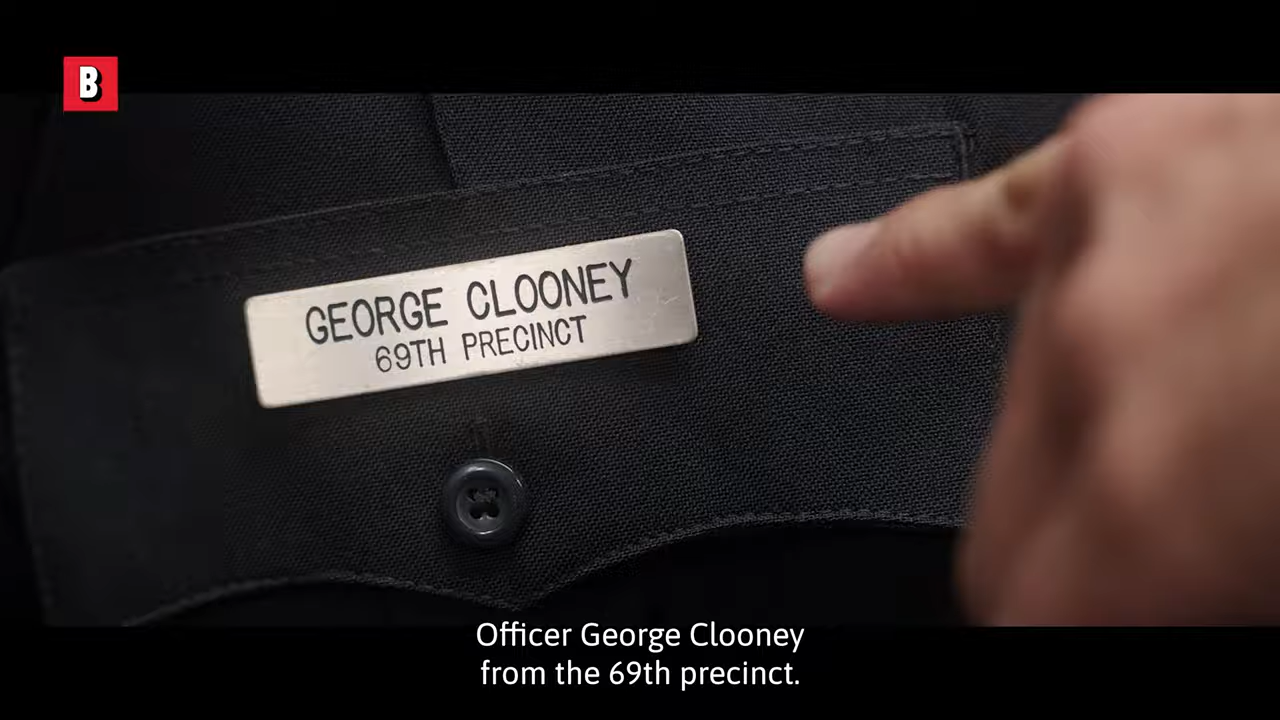 B
GEORGE CLOONEY
69TH PRECINCT
Officer George Clooney
from the 69th precinct.